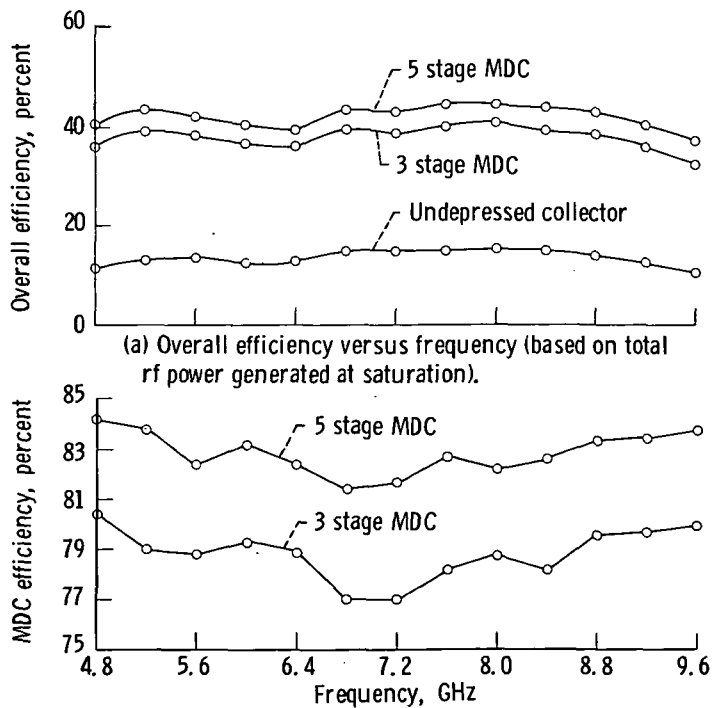 60
40
20
0
Overall efficiency, percent
5 stage MDC
3 stage MDC
Undepressed collector
(a) Overall efficiency versus frequency (based on total
rf power generated at saturation).
85
83
81
79
77
75
MDC efficiency, percent
5 stage MDC
3 stage MDC
4.8 5.6 6.4 7.2 8.0 8.8 9.6
Frequency, GHz